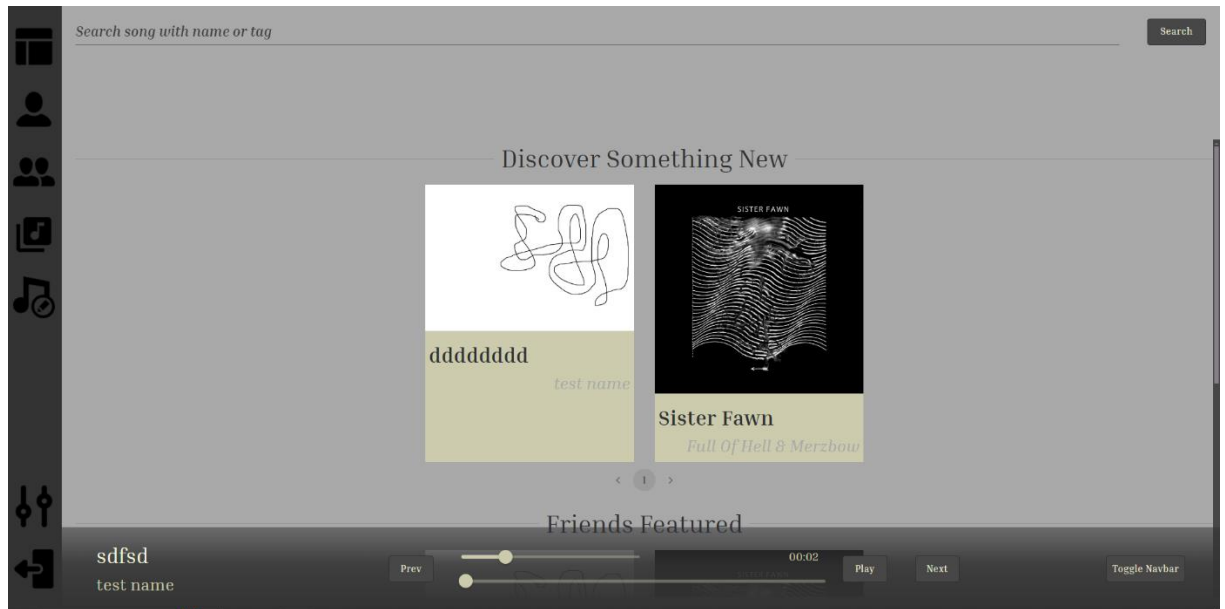 Search song with name or tag
Search
Discover Something New
dddddddd
test name
SISTER FAWN
Sister Fawn
Full Of Hell & Merzbow
1
Friends Featured
sdfsd
test name
Prev
00:02
Play
Next
Toggle Navbar